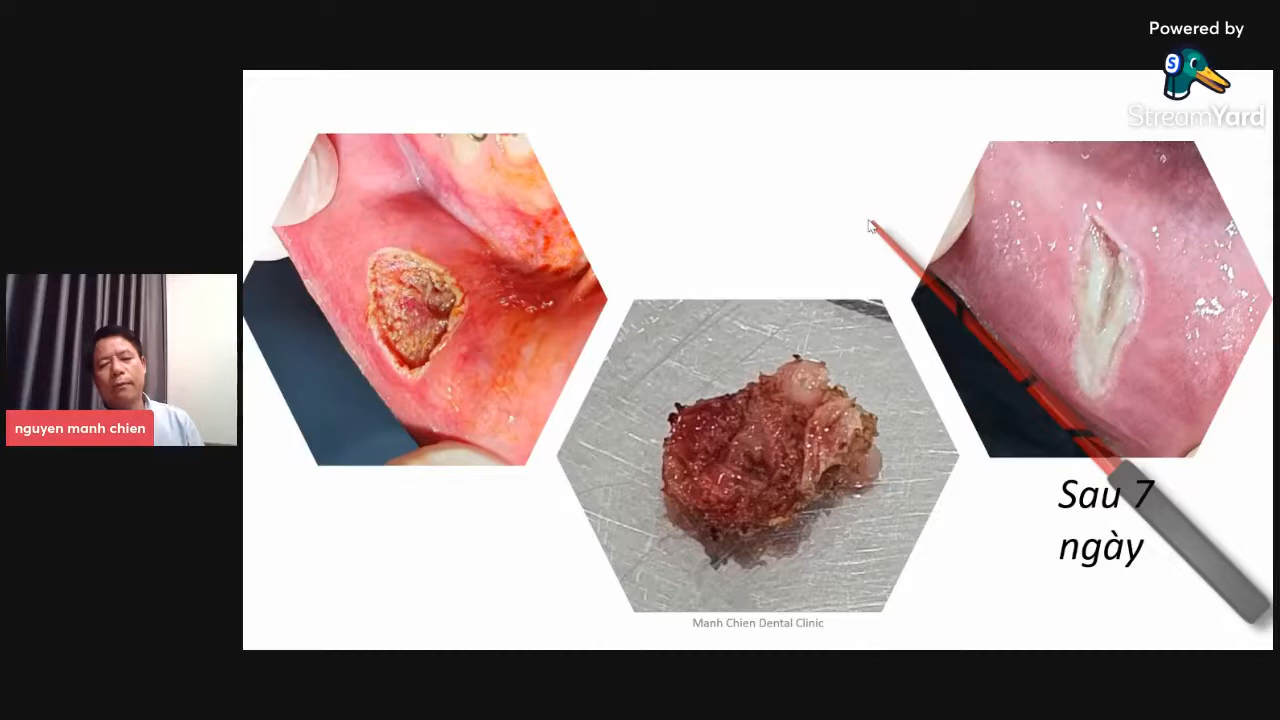 Powered by
S
StreamYard
nguyen manh chien
Sau 7
ngày
Manh Chien Dental Clinic